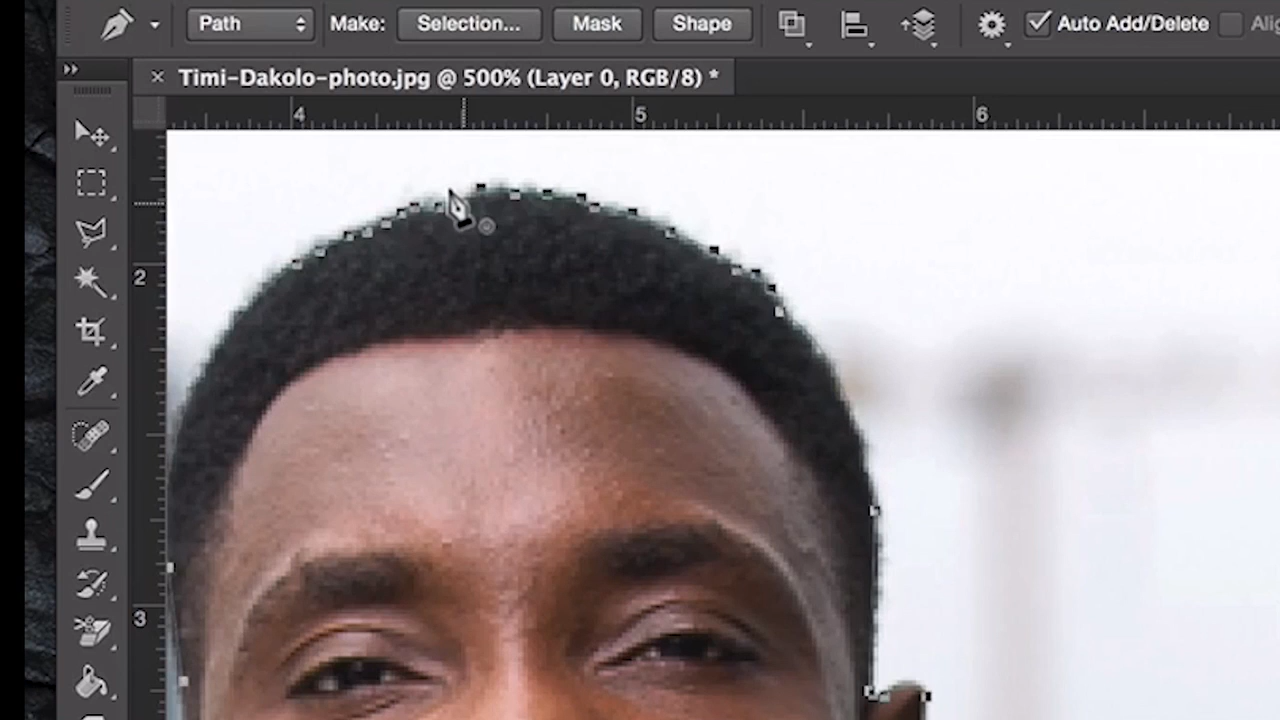 Path Make: Selection... Mask Shape Auto Add/Delete
Timi-Dakolo-photo.jpg @ 500% (Layer 0, RGB/8) *
4 5 6
2
3